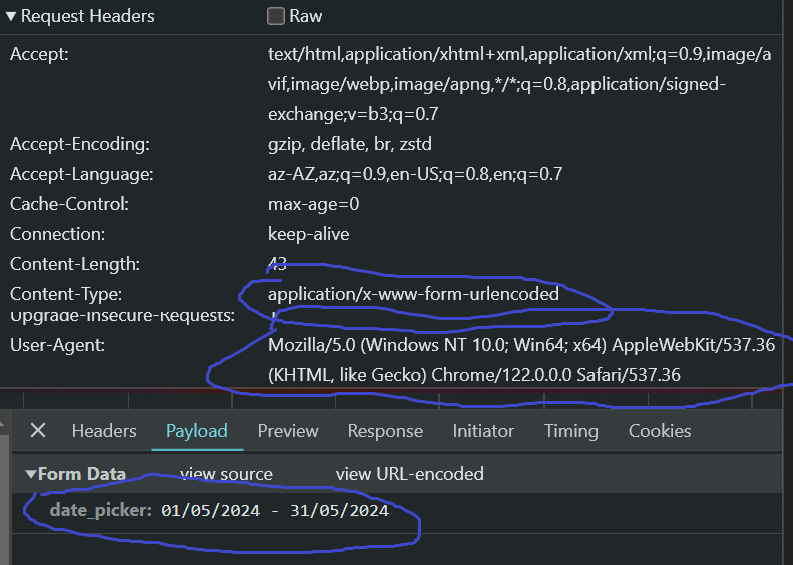 Request Headers Raw
Accept: text/html,application/xhtml+xml,application/xml;q=0.9,image/a
vif,image/webp,image/apng,*/*;q=0.8,application/signed-
exchange;v=b3;q=0.7
Accept-Encoding: gzip, deflate, br, zstd
Accept-Language: az-AZ,az;q=0.9,en-US;q=0.8,en;q=0.7
Cache-Control: max-age=0
Connection: keep-alive
Content-Length: 43
Content-Type: application/x-www-form-urlencoded
Upgrade-Insecure-Requests:
User-Agent: Mozilla/5.0 (Windows NT 10.0; Win64; x64) AppleWebKit/537.36
(KHTML, like Gecko) Chrome/122.0.0.0 Safari/537.36
Headers Payload Preview Response Initiator Timing Cookies
Form Data view source view URL-encoded
date_picker: 01/05/2024 - 31/05/2024